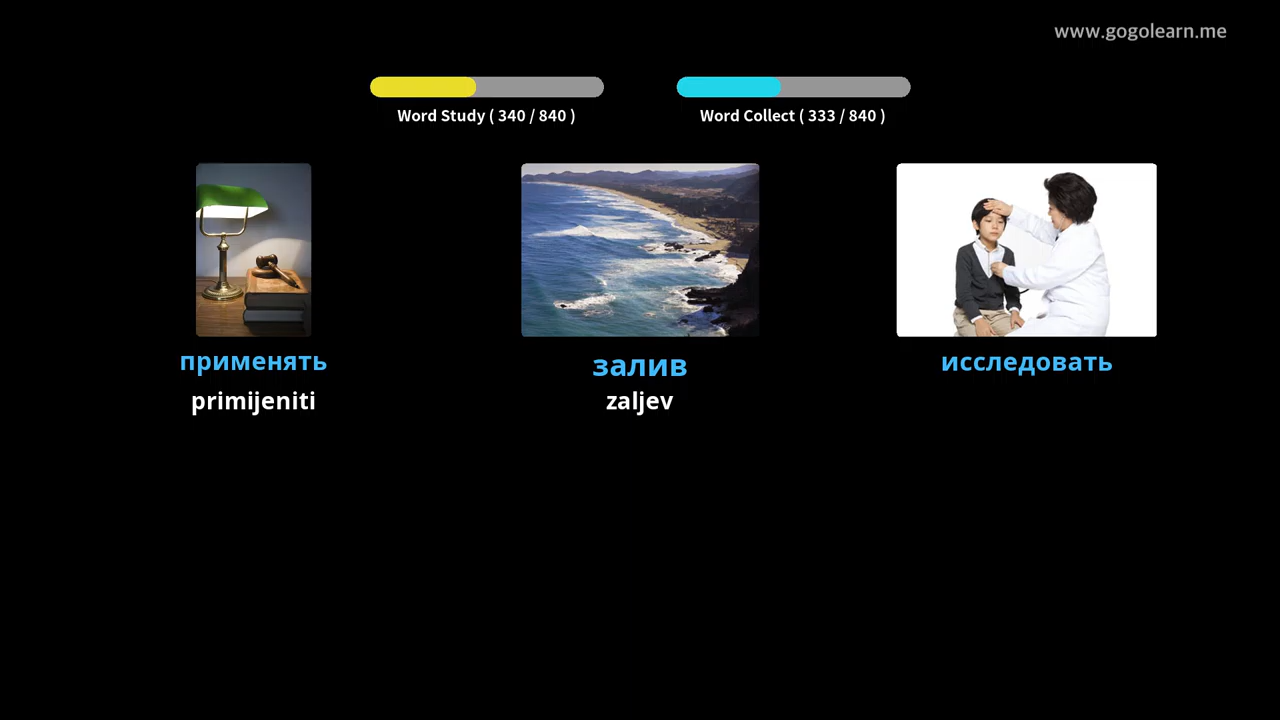 www.gogolearn.me
Word Study ( 340 / 840 )
Word Collect ( 333 / 840 )
применять
залив
исследовать
primijeniti
zaljev